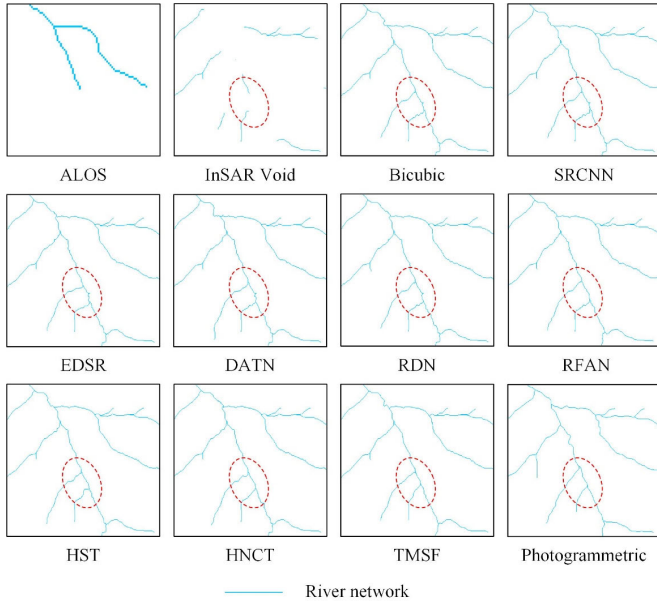 ALOS InSAR Void Bicubic SRCNN
EDSR DATN RDN RFAN
HST HNCT TMSF Photogrammetric
River network